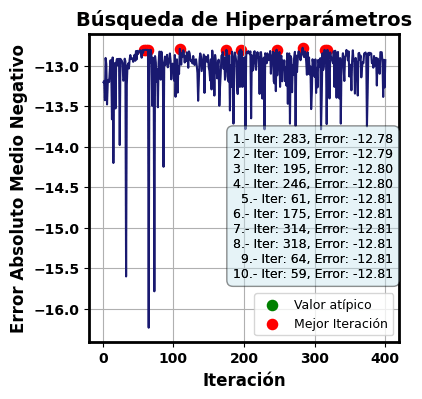 Búsqueda de Hiperparámetros
Error Absoluto Medio Negativo
−13.0
−13.5
−14.0
−14.5
−15.0
−15.5
−16.0
1.- Iter: 283, Error: -12.78
2.- Iter: 109, Error: -12.79
3.- Iter: 195, Error: -12.80
4.- Iter: 246, Error: -12.81
5.- Iter: 61, Error: -12.81
6.- Iter: 175, Error: -12.81
7.- Iter: 314, Error: -12.81
8.- Iter: 318, Error: -12.81
9.- Iter: 64, Error: -12.81
10.- Iter: 59, Error: -12.81
Valor atípico
Mejor Iteración
0 100 200 300 400
Iteración